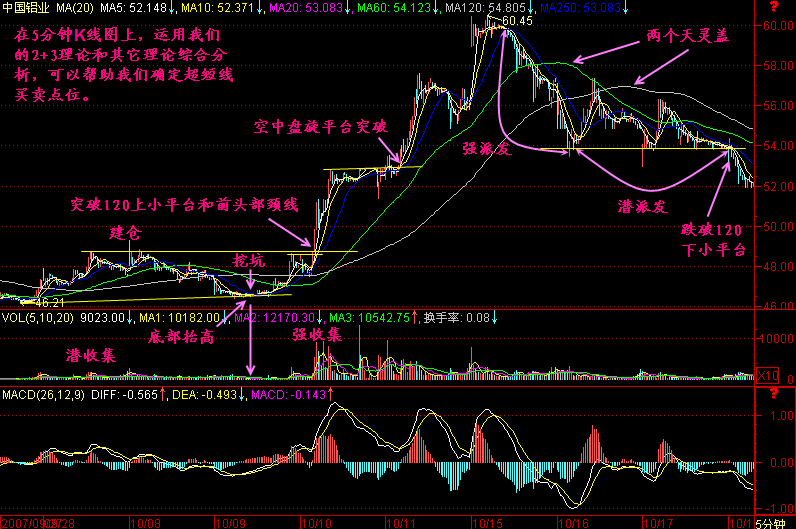 中国铝业 MA(20) MA5: 52.148↓, MA10: 52.371↓, MA20: 53.083↓, MA60: 54.123↓, MA120: 54.805↓, MA250: 53.083↓ ?
60.45
60.00
在5分钟K线图上，运用我们
的2+3理论和其它理论综合分
析，可以帮助我们确定超短线
买卖点位。
两个天灵盖
58.00
56.00
空中盘旋平台突破
强派发
54.00
52.00
潜派发
突破120上小平台和前头部颈线
跌破120
下小平台
50.00
建仓
挖坑
48.00
46.21
46.00
VOL(5,10,20) 9023.00↓, MA1: 10182.00↓, MA2: 12170.30↓, MA3: 10542.75↑, 换手率: 0.08↓ ?
底部抬高
强收集
10000
潜收集
X10
0
MACD(26,12,9) DIFF: -0.565↑, DEA: -0.493↓, MACD: -0.143↑ ?
1.00
0.00
-1.00
10/08 10/09 10/10 10/11 10/15 10/16 10/17 5分钟